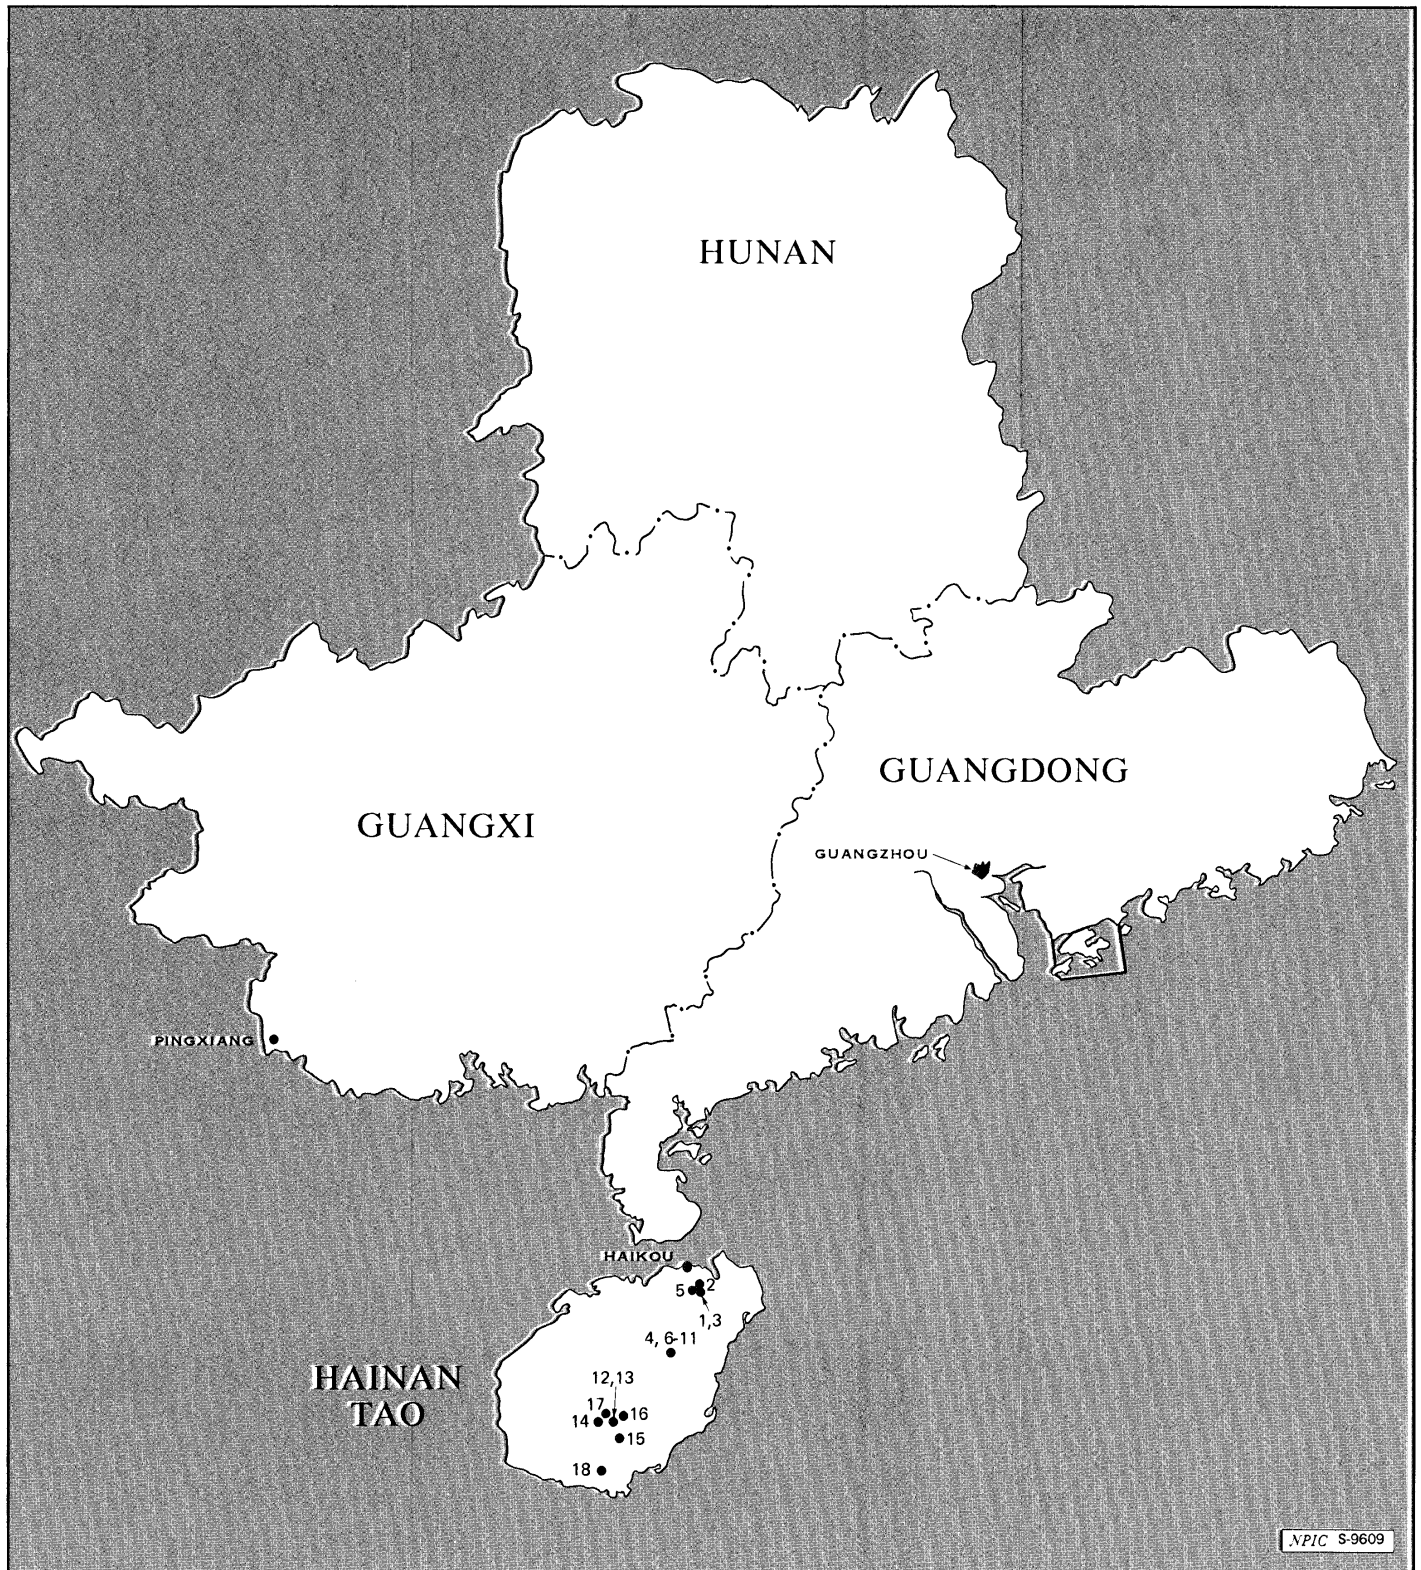 HUNAN
GUANGDONG
GUANGXI
GUANGZHOU
PINGXIANG
HAIKOU
2
5
1,3
4, 6-11
HAINAN
TAO
12,13
17
16
14
15
18
NPIC S-9609